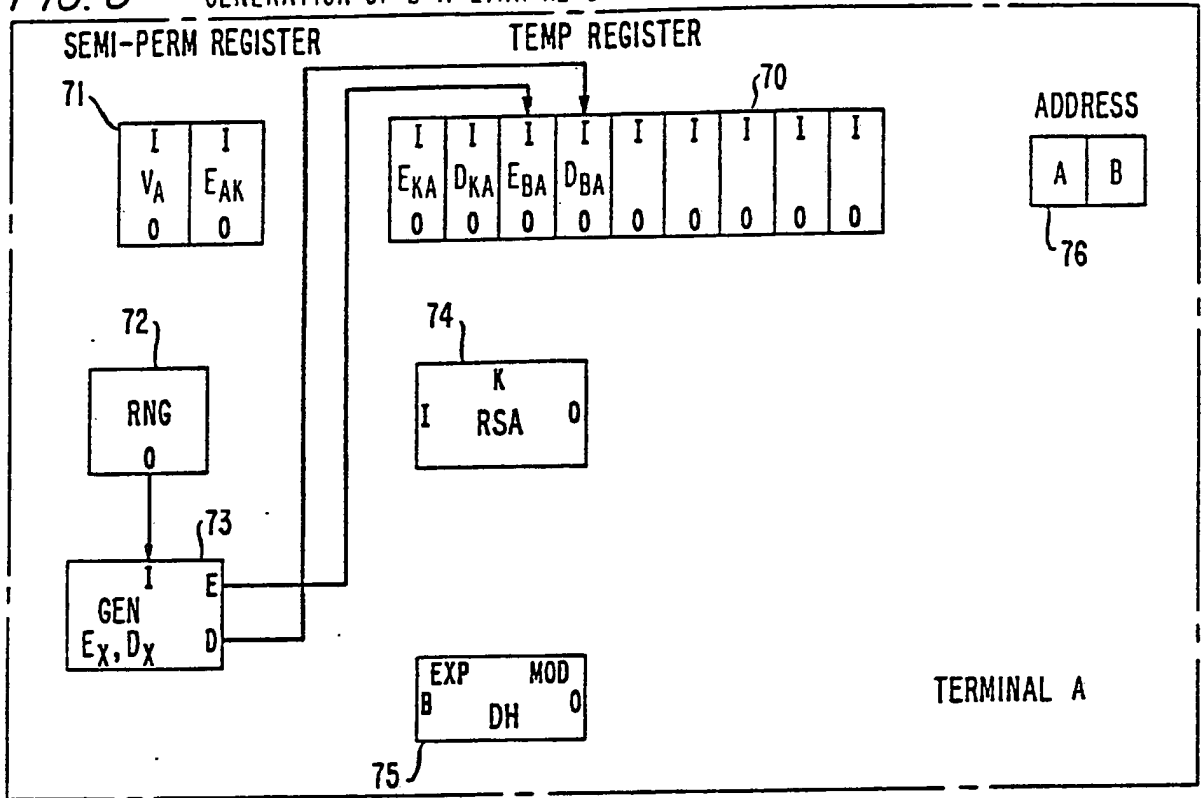 GENERATION OF
SEMI-PERM REGISTER
TEMP REGISTER
71
70
ADDRESS
I I
V_A E_AK
0 0
I I I I I I I I I
E_KA D_KA E_BA D_BA
0 0 0 0 0 0 0 0 0
A B
76
72
RNG
0
74
K
I RSA 0
73
I
E
GEN
E_X, D_X
D
EXP MOD
B DH 0
75
TERMINAL A